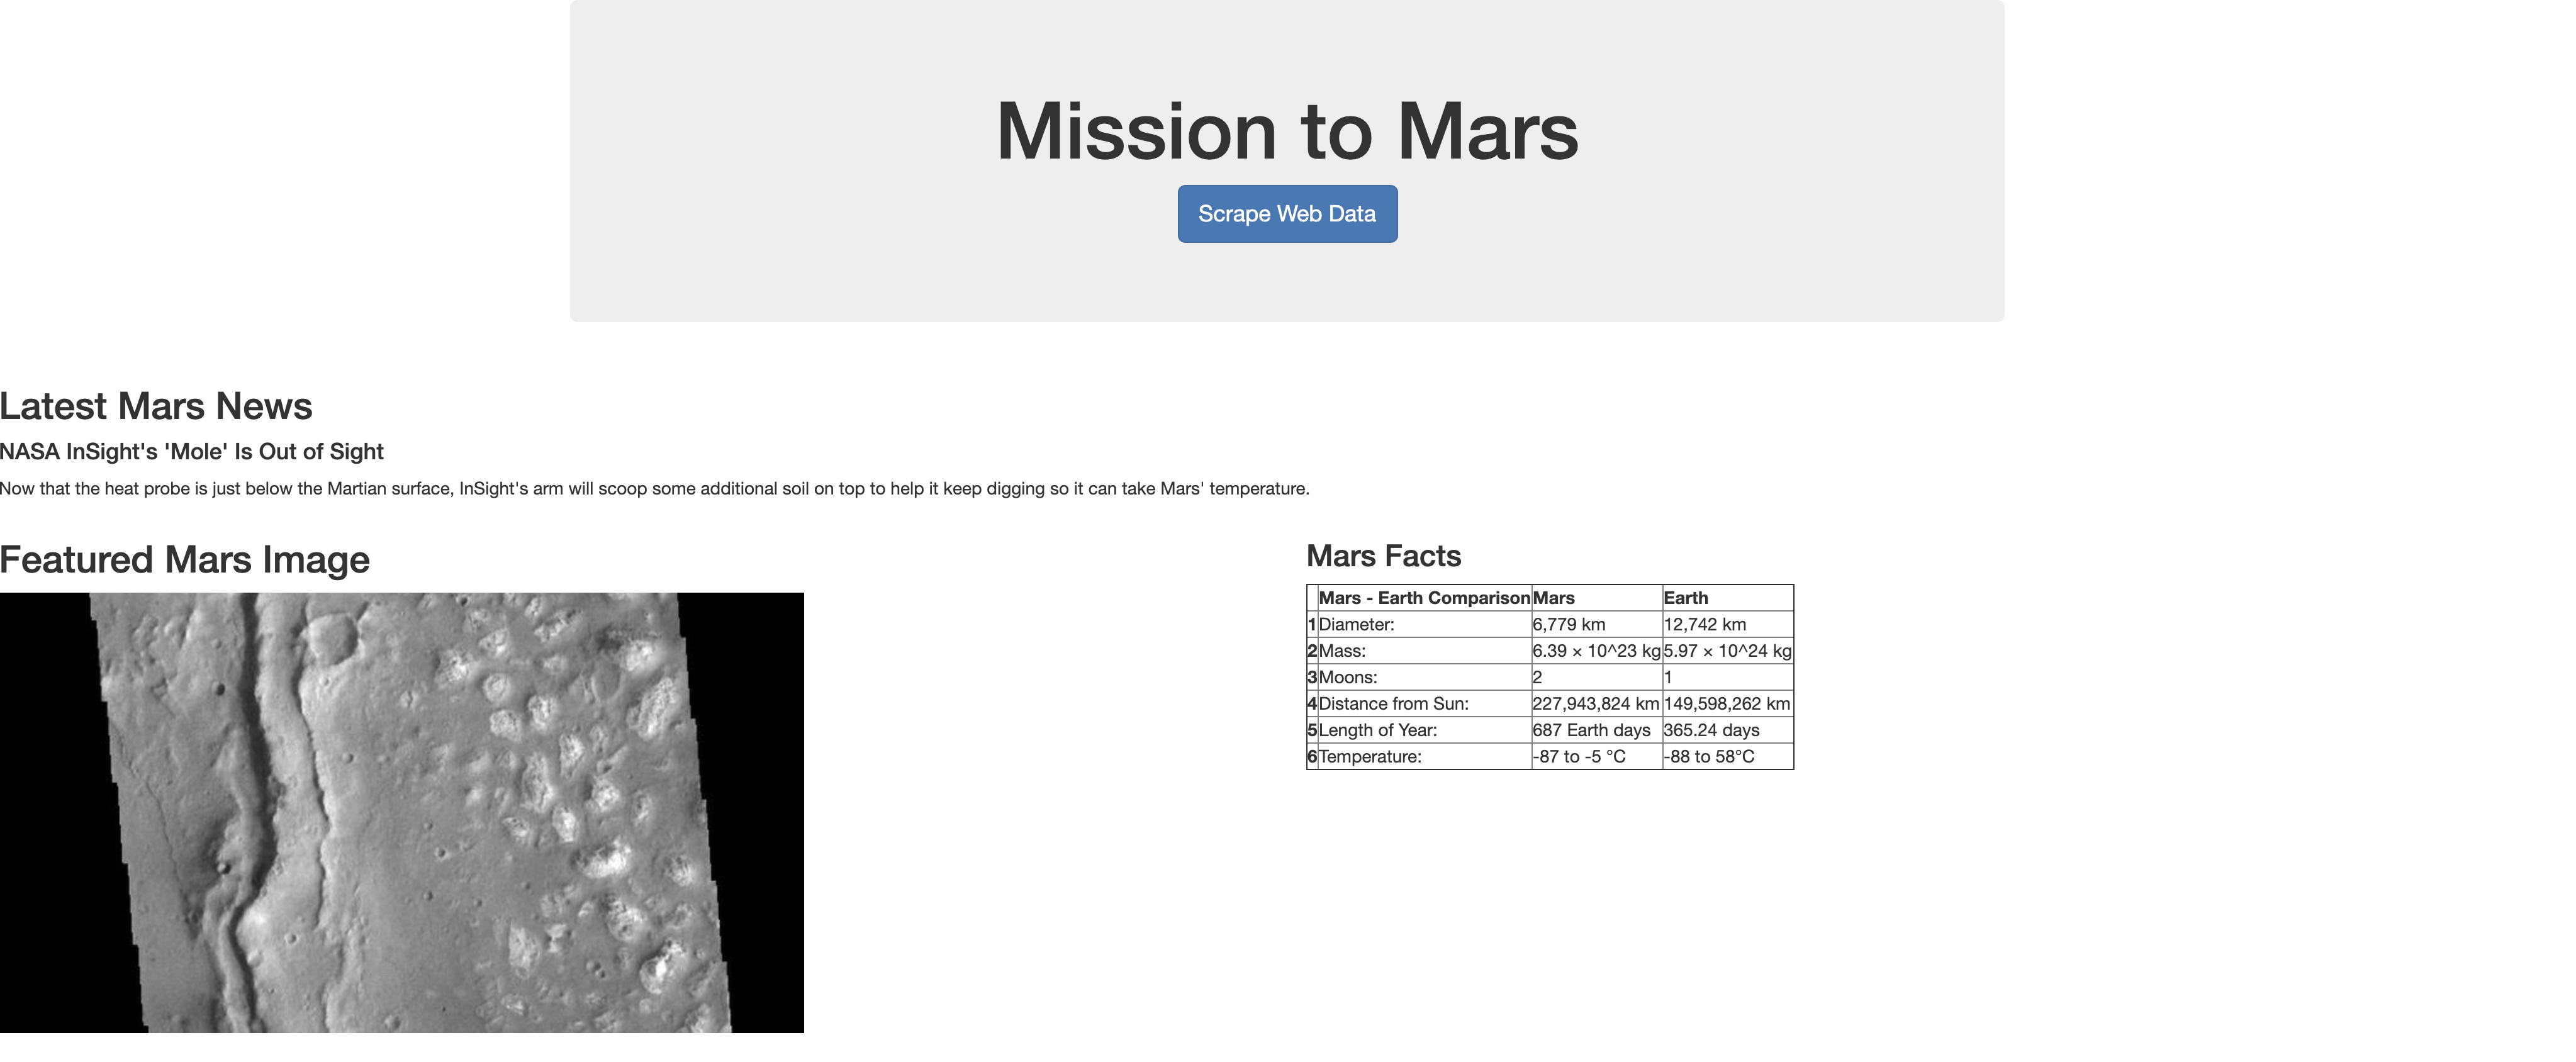 Mission to Mars
Scrape Web Data
Latest Mars News
NASA InSight's 'Mole' Is Out of Sight
Now that the heat probe is just below the Martian surface, InSight's arm will scoop some additional soil on top to help it keep digging so it can take Mars' temperature.
Featured Mars Image
Mars Facts
Mars - Earth Comparison Mars Earth
1 Diameter: 6,779 km 12,742 km
2 Mass: 6.39 × 10^23 kg 5.97 × 10^24 kg
3 Moons: 2 1
4 Distance from Sun: 227,943,824 km 149,598,262 km
5 Length of Year: 687 Earth days 365.24 days
6 Temperature: -87 to -5 °C -88 to 58°C